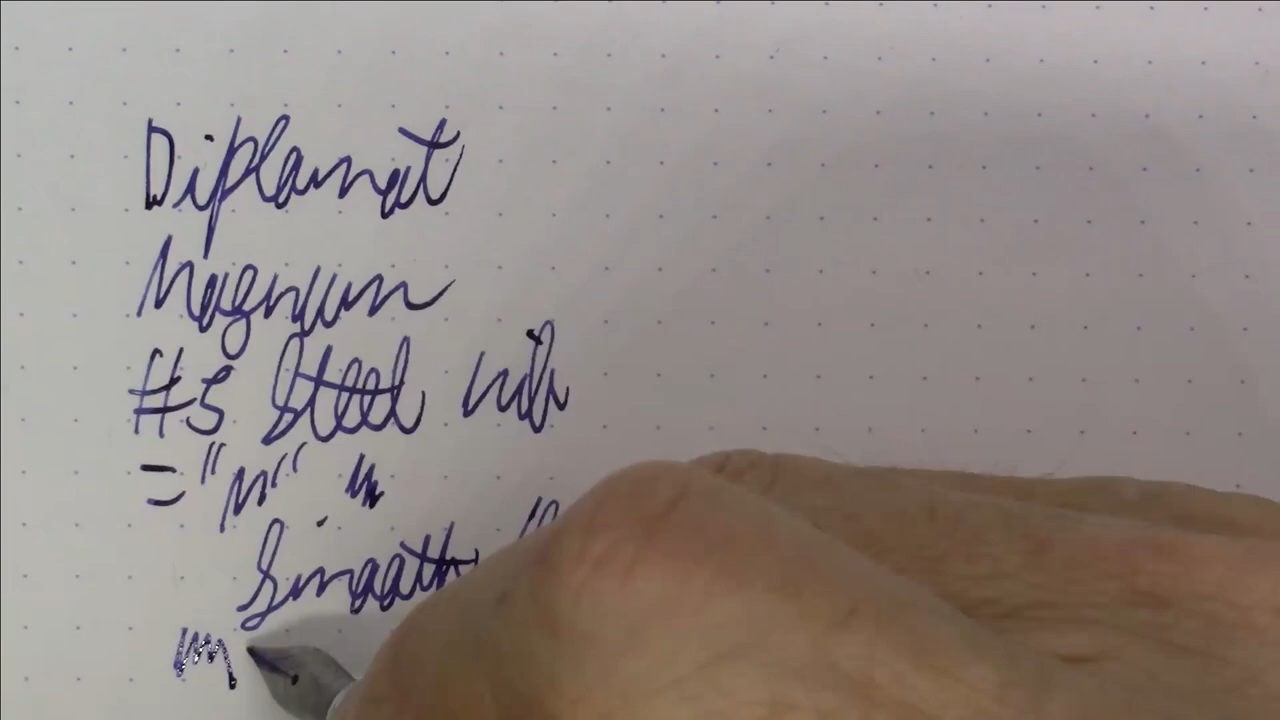 Diplomat
Magnum
#5 Steel nib
= "M"
Smooth